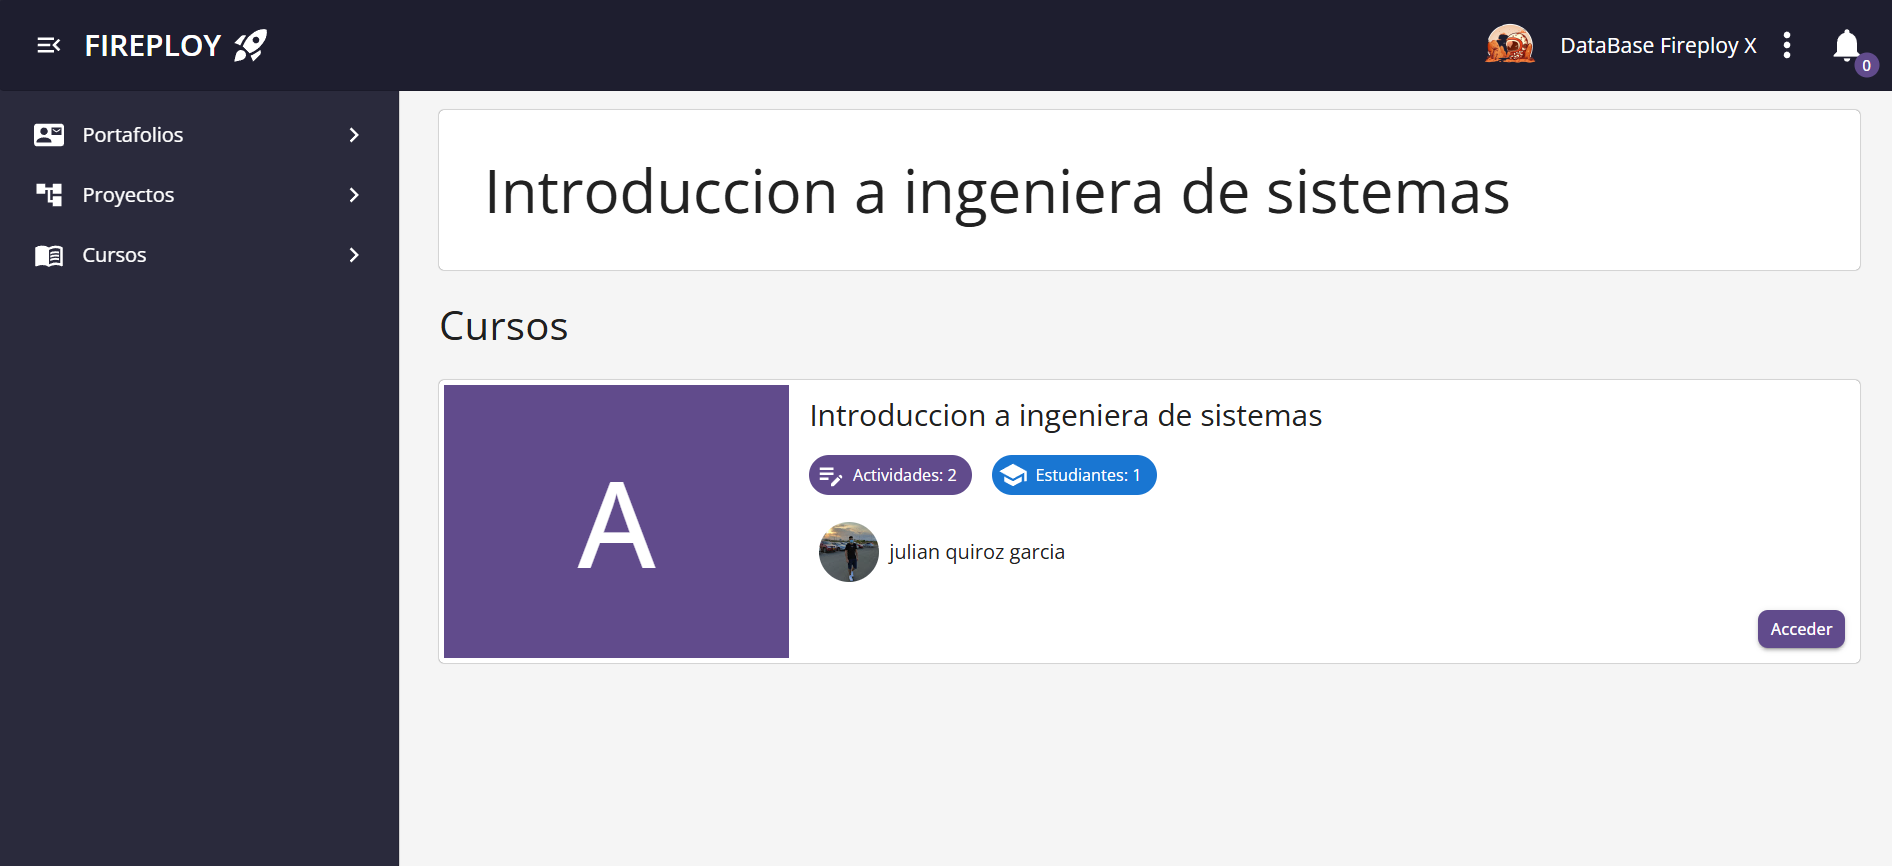 FIREPLOY
DataBase Fireploy X
0
Portafolios
Proyectos
Cursos
Introduccion a ingeniera de sistemas
Cursos
A
Introduccion a ingeniera de sistemas
Actividades: 2
Estudiantes: 1
julian quiroz garcia
Acceder